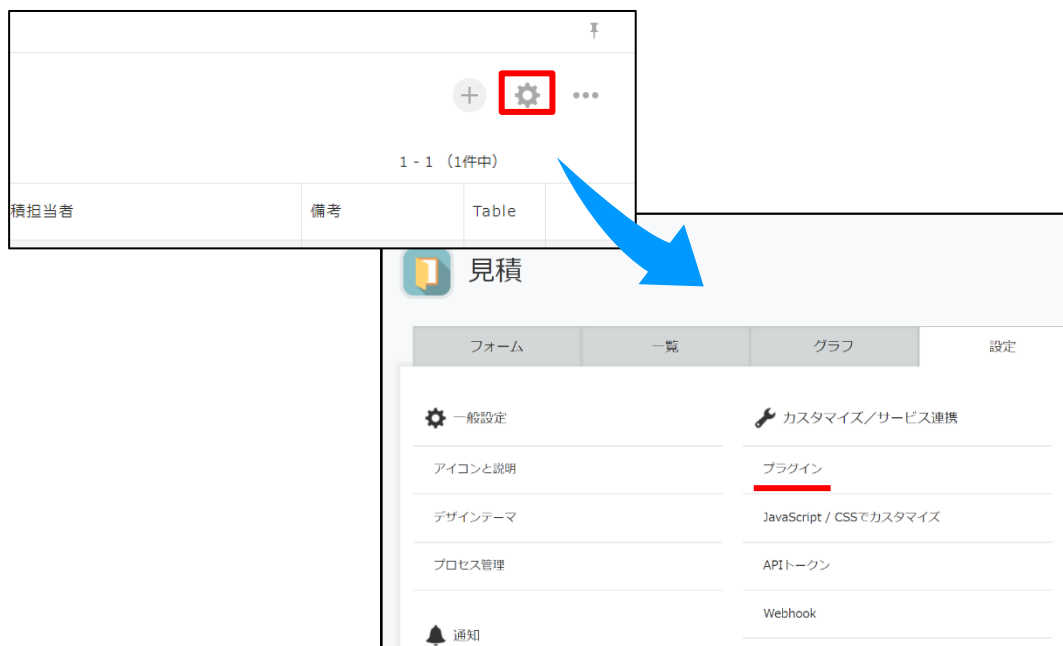 1 - 1 （1件中）
積担当者 備考 Table
見積
フォーム 一覧 グラフ 設定
一般設定
アイコンと説明
デザインテーマ
プロセス管理
通知
カスタマイズ／サービス連携
プラグイン
JavaScript / CSSでカスタマイズ
APIトークン
Webhook